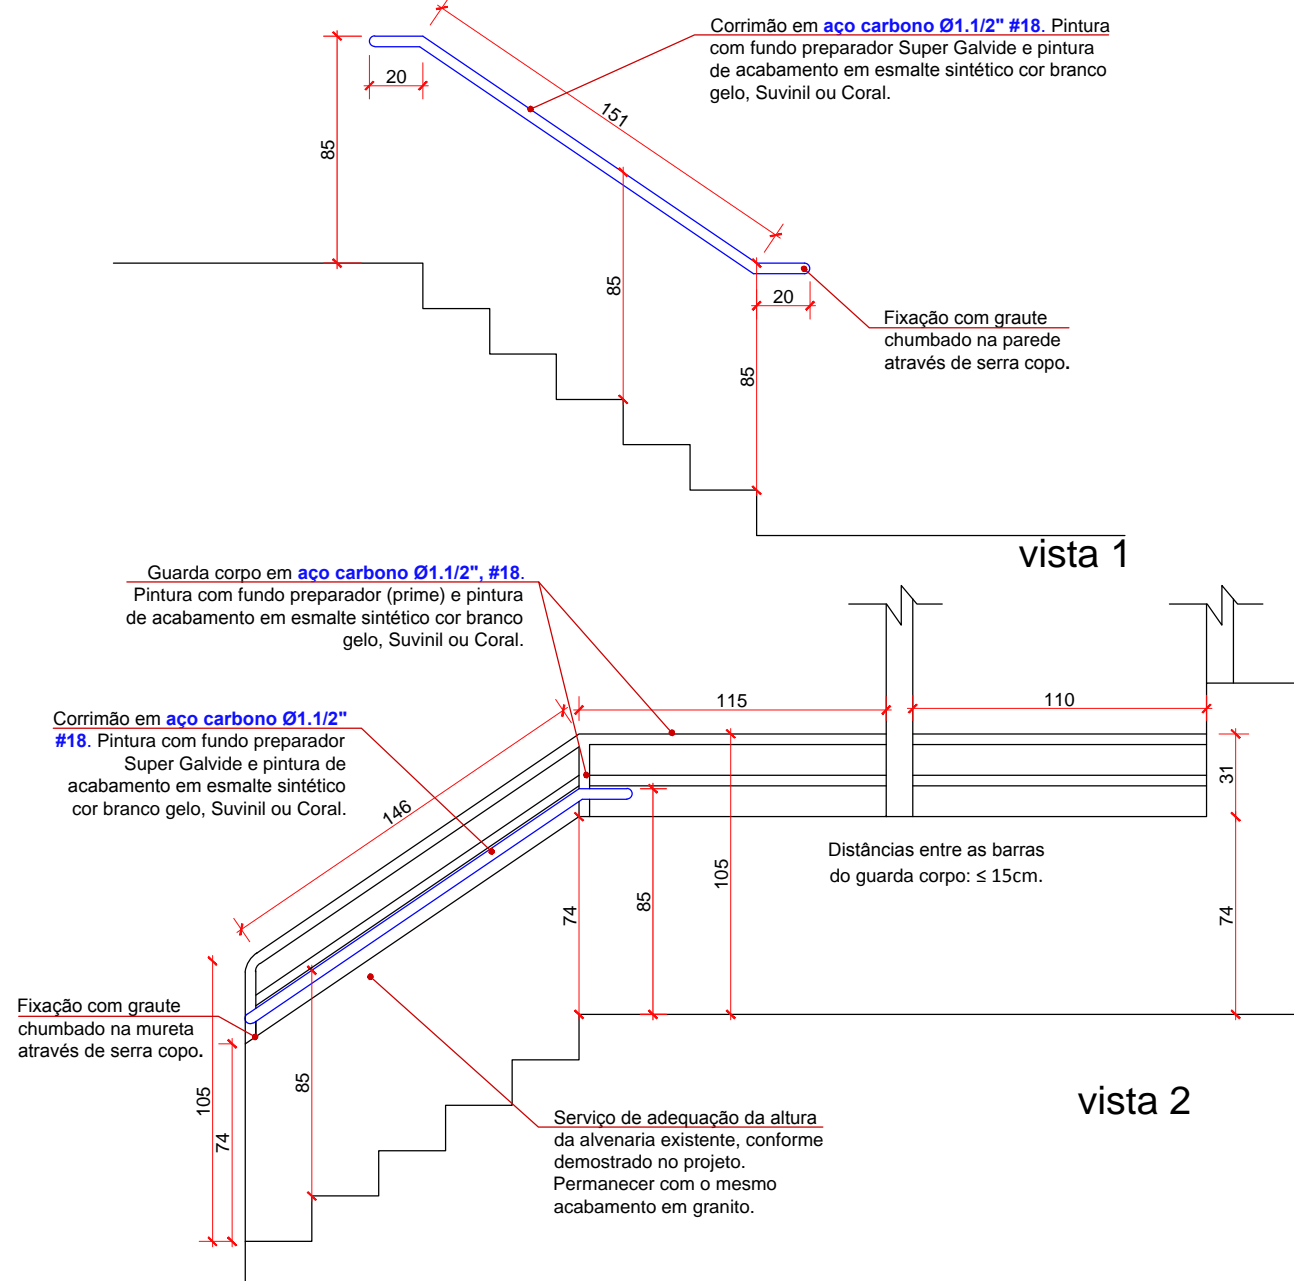 Corrimão em aço carbono Ø1.1/2" #18. Pintura
com fundo preparador Super Galvide e pintura
de acabamento em esmalte sintético cor branco
gelo, Suvinil ou Coral.
20
151
85
85
20
85
Fixação com graute
chumbado na parede
através de serra copo.
vista 1
Guarda corpo em aço carbono Ø1.1/2", #18.
Pintura com fundo preparador (prime) e pintura
de acabamento em esmalte sintético cor branco
gelo, Suvinil ou Coral.
115
110
Corrimão em aço carbono Ø1.1/2"
#18. Pintura com fundo preparador
Super Galvide e pintura de
acabamento em esmalte sintético
cor branco gelo, Suvinil ou Coral.
146
31
Distâncias entre as barras
do guarda corpo: ≤ 15cm.
105
85
74
74
Fixação com graute
chumbado na mureta
através de serra copo.
85
105
74
vista 2
Serviço de adequação da altura
da alvenaria existente, conforme
demostrado no projeto.
Permanecer com o mesmo
acabamento em granito.